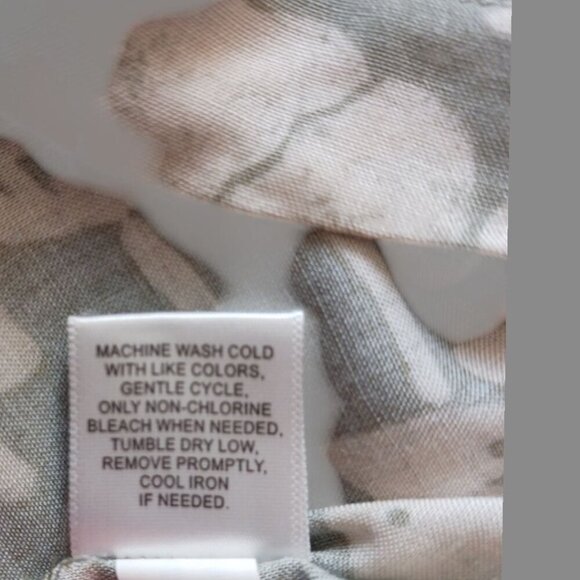 MACHINE WASH COLD
WITH LIKE COLORS,
GENTLE CYCLE,
ONLY NON-CHLORINE
BLEACH WHEN NEEDED,
TUMBLE DRY LOW,
REMOVE PROMPTLY,
COOL IRON
IF NEEDED.